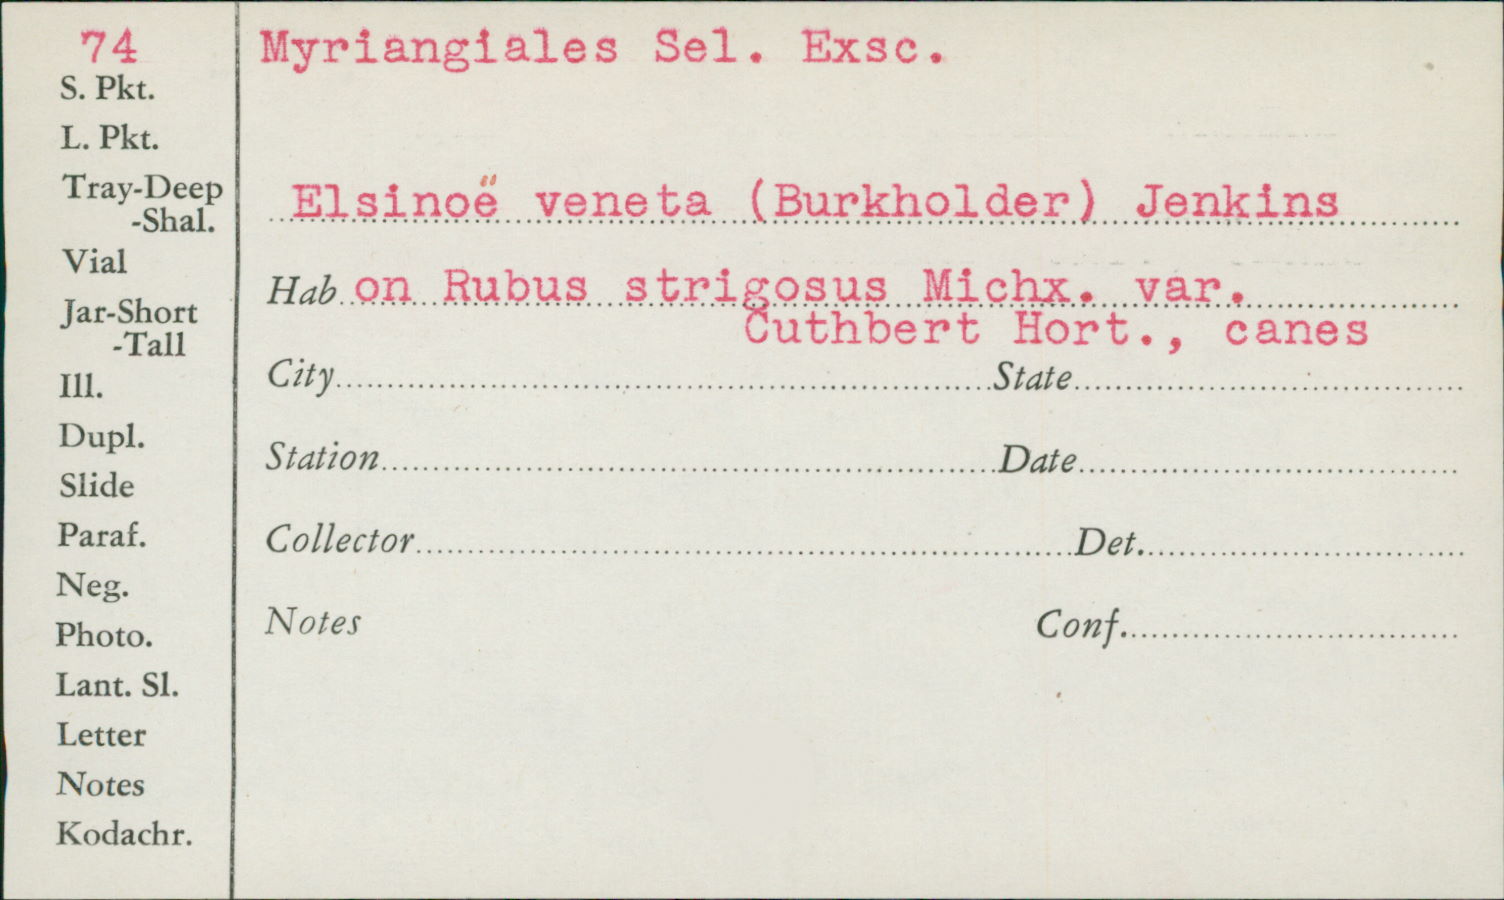 74
S. Pkt.
L. Pkt.
Tray-Deep
-Shal.
Vial
Jar-Short
-Tall
Ill.
Dupl.
Slide
Paraf.
Neg.
Photo.
Lant. Sl.
Letter
Notes
Kodachr.
Myriangiales Sel. Exsc.
Elsinoë veneta (Burkholder) Jenkins
Hab on Rubus strigosus Michx. var.
Cuthbert Hort., canes
City State
Station Date
Collector Det.
Notes Conf.